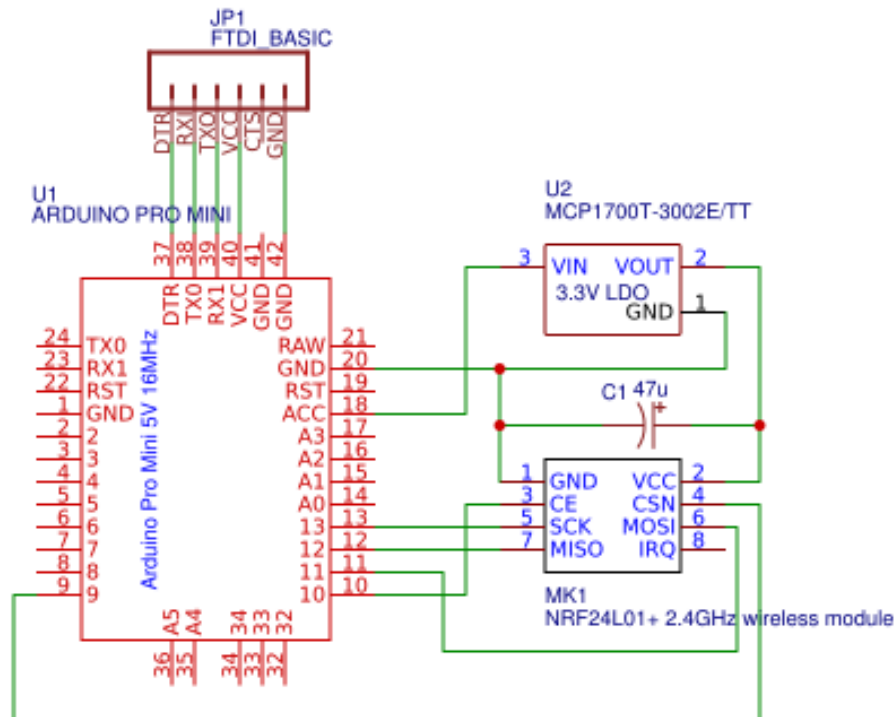 JP1
FTDI_BASIC
DTR
RXI
TXO
VCC
CTS
GND
U1
ARDUINO PRO MINI
37
38
39
40
41
42
DTR
TX0
RX1
VCC
GND
GND
24 TX0
23 RX1
22 RST
1 GND
2 2
3 3
4 4
5 5
6 6
7 7
8 8
9 9
Arduino Pro Mini 5V 16MHz
RAW 21
GND 20
RST 19
ACC 18
A3 17
A2 16
A1 15
A0 14
13 13
12 12
11 11
10 10
A5
A4
34
33
32
36
35
34
33
32
U2
MCP1700T-3002E/TT
3 VIN VOUT 2
3.3V LDO
GND 1
C1 47u
+
1 GND VCC 2
3 CE CSN 4
5 SCK MOSI 6
7 MISO IRQ 8
MK1
NRF24L01+ 2.4GHz wireless module